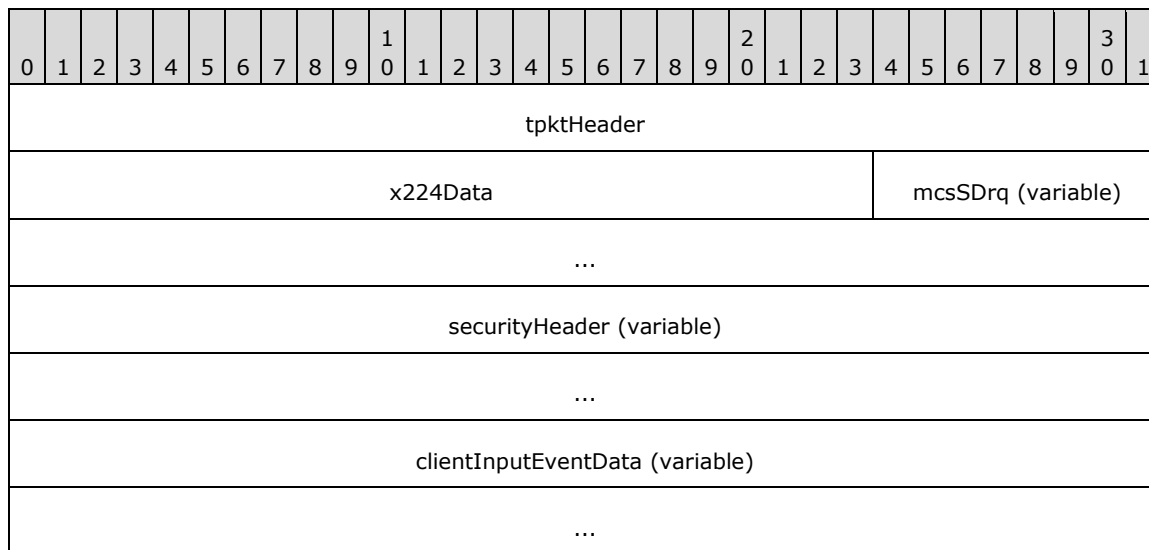 1 2 3
0 1 2 3 4 5 6 7 8 9 0 1 2 3 4 5 6 7 8 9 0 1 2 3 4 5 6 7 8 9 0 1
tpktHeader
x224Data mcsSDrq (variable)
...
securityHeader (variable)
...
clientInputEventData (variable)
...